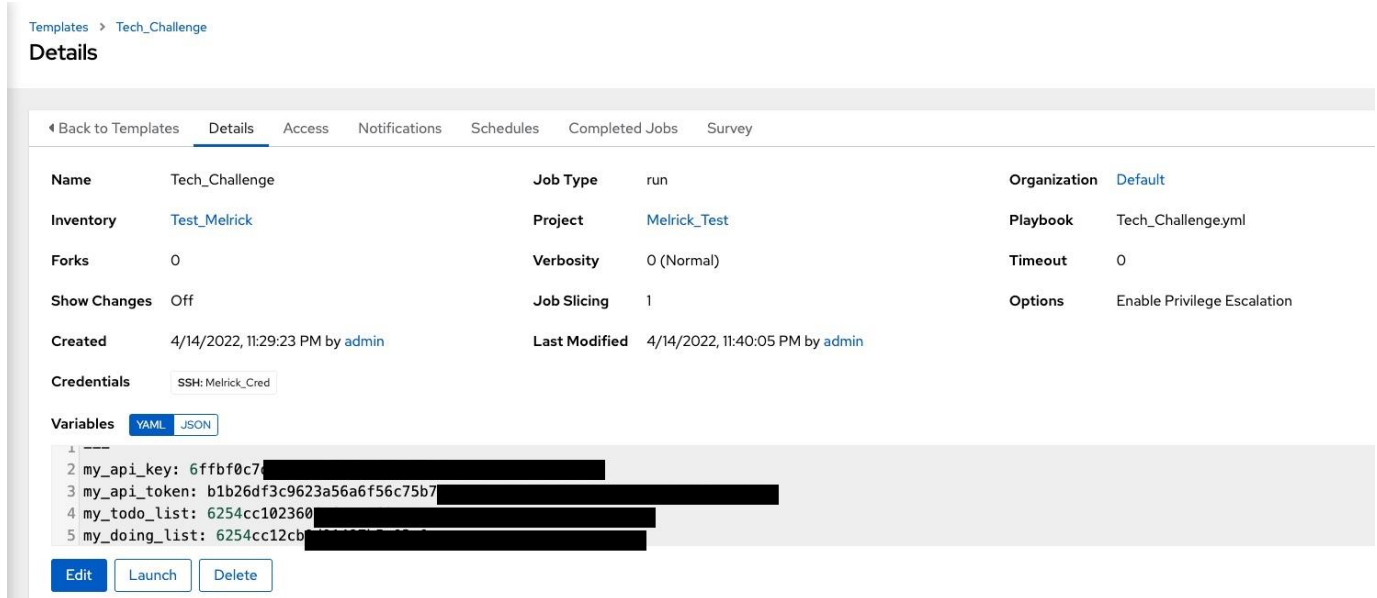 Templates > Tech_Challenge
Details
Back to Templates Details Access Notifications Schedules Completed Jobs Survey
Name Tech_Challenge Job Type run Organization Default
Inventory Test_Melrick Project Melrick_Test Playbook Tech_Challenge.yml
Forks 0 Verbosity 0 (Normal) Timeout 0
Show Changes Off Job Slicing 1 Options Enable Privilege Escalation
Created 4/14/2022, 11:29:23 PM by admin Last Modified 4/14/2022, 11:40:05 PM by admin
Credentials SSH: Melrick_Cred
Variables YAML JSON
1 ---
2 my_api_key: 6ffbf0c7
3 my_api_token: b1b26df3c9623a56a6f56c75b7
4 my_todo_list: 6254cc102360
5 my_doing_list: 6254cc12cb
Edit Launch Delete